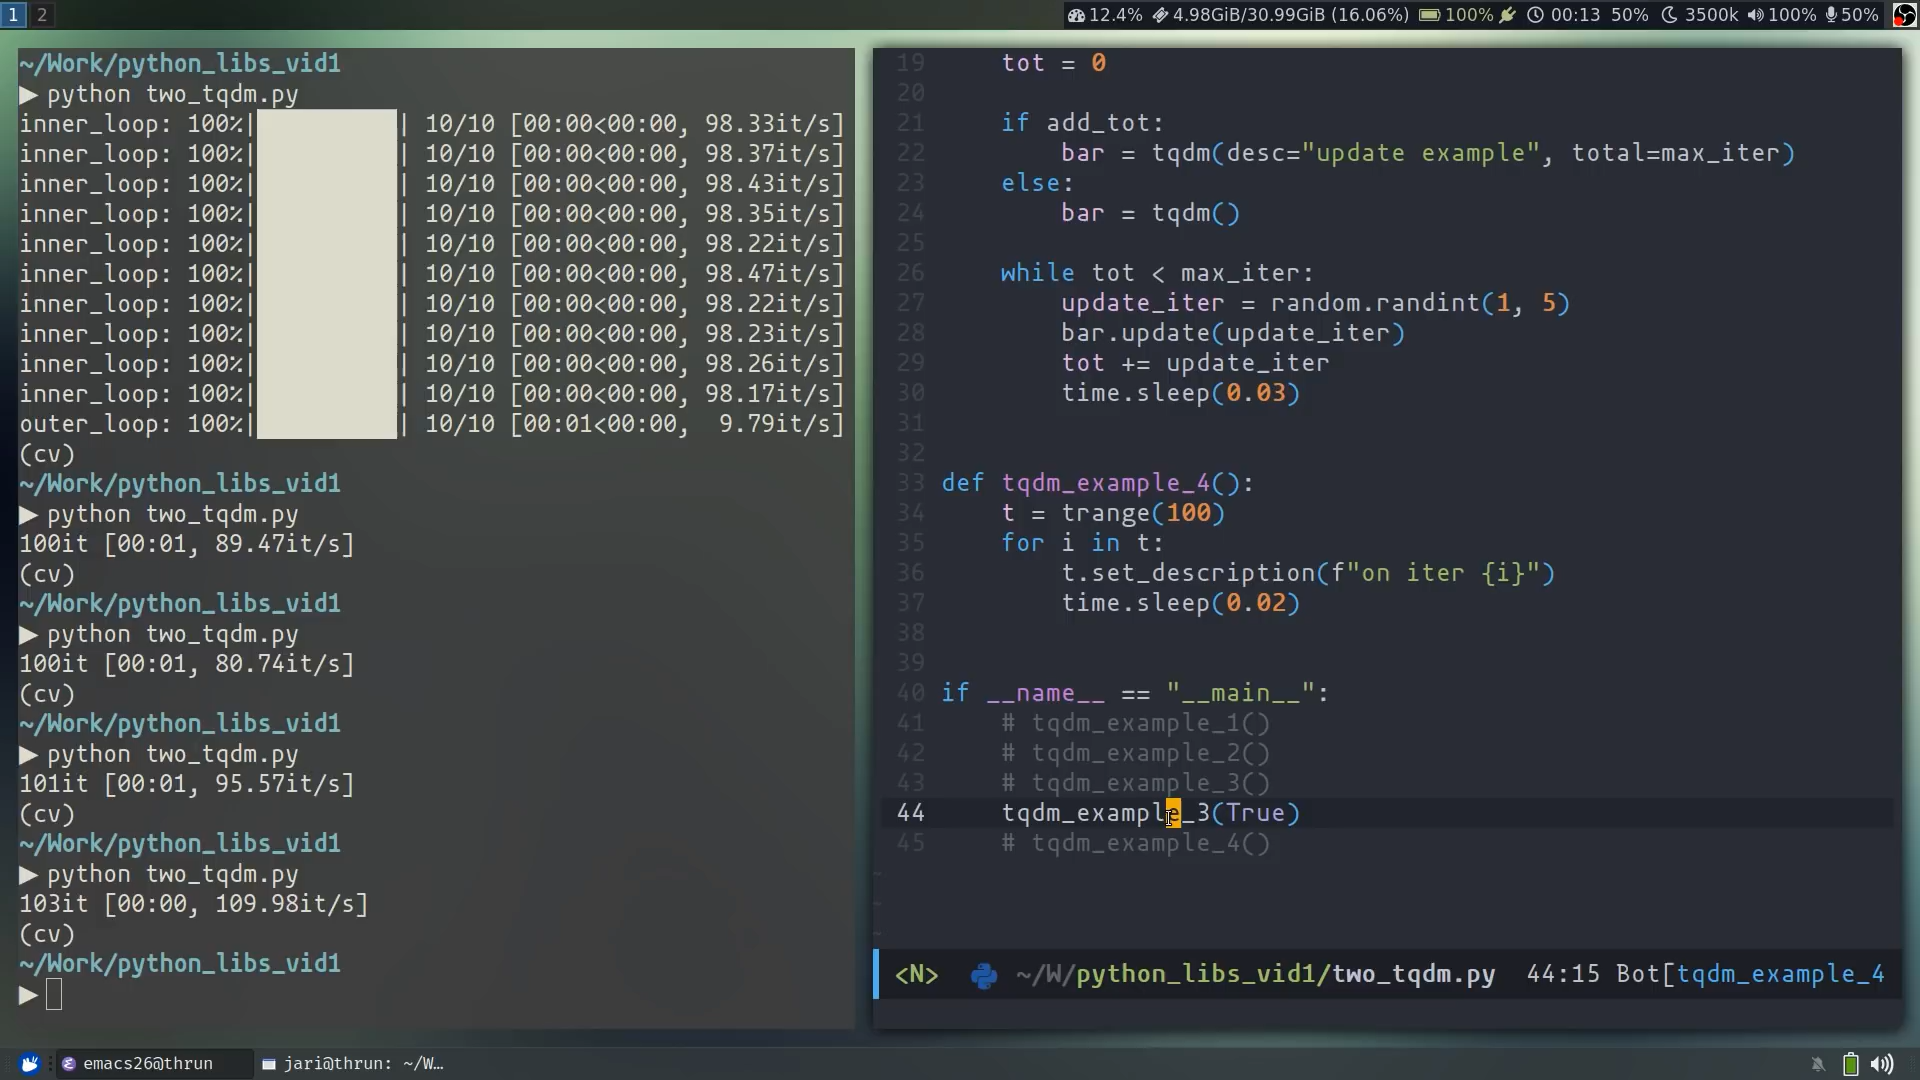 1 2
12.4% 4.98GiB/30.99GiB (16.06%) 100% 00:13 50% 3500k 100% 50%
~/Work/python_libs_vid1
▶ python two_tqdm.py
inner_loop: 100%| | 10/10 [00:00<00:00, 98.33it/s]
inner_loop: 100%| | 10/10 [00:00<00:00, 98.37it/s]
inner_loop: 100%| | 10/10 [00:00<00:00, 98.43it/s]
inner_loop: 100%| | 10/10 [00:00<00:00, 98.35it/s]
inner_loop: 100%| | 10/10 [00:00<00:00, 98.22it/s]
inner_loop: 100%| | 10/10 [00:00<00:00, 98.47it/s]
inner_loop: 100%| | 10/10 [00:00<00:00, 98.22it/s]
inner_loop: 100%| | 10/10 [00:00<00:00, 98.23it/s]
inner_loop: 100%| | 10/10 [00:00<00:00, 98.26it/s]
inner_loop: 100%| | 10/10 [00:00<00:00, 98.17it/s]
outer_loop: 100%| | 10/10 [00:01<00:00, 9.79it/s]
(cv)
~/Work/python_libs_vid1
▶ python two_tqdm.py
100it [00:01, 89.47it/s]
(cv)
~/Work/python_libs_vid1
▶ python two_tqdm.py
100it [00:01, 80.74it/s]
(cv)
~/Work/python_libs_vid1
▶ python two_tqdm.py
101it [00:01, 95.57it/s]
(cv)
~/Work/python_libs_vid1
▶ python two_tqdm.py
103it [00:00, 109.98it/s]
(cv)
~/Work/python_libs_vid1
▶
19 tot = 0
20
21 if add_tot:
22 bar = tqdm(desc="update example", total=max_iter)
23 else:
24 bar = tqdm()
25
26 while tot < max_iter:
27 update_iter = random.randint(1, 5)
28 bar.update(update_iter)
29 tot += update_iter
30 time.sleep(0.03)
31
32
33 def tqdm_example_4():
34 t = trange(100)
35 for i in t:
36 t.set_description(f"on iter {i}")
37 time.sleep(0.02)
38
39
40 if __name__ == "__main__":
41 # tqdm_example_1()
42 # tqdm_example_2()
43 # tqdm_example_3()
44 tqdm_example_3(True)
45 # tqdm_example_4()
~
~
~
<N> ~/W/python_libs_vid1/two_tqdm.py 44:15 Bot[tqdm_example_4
emacs26@thrun jari@thrun: ~/W...